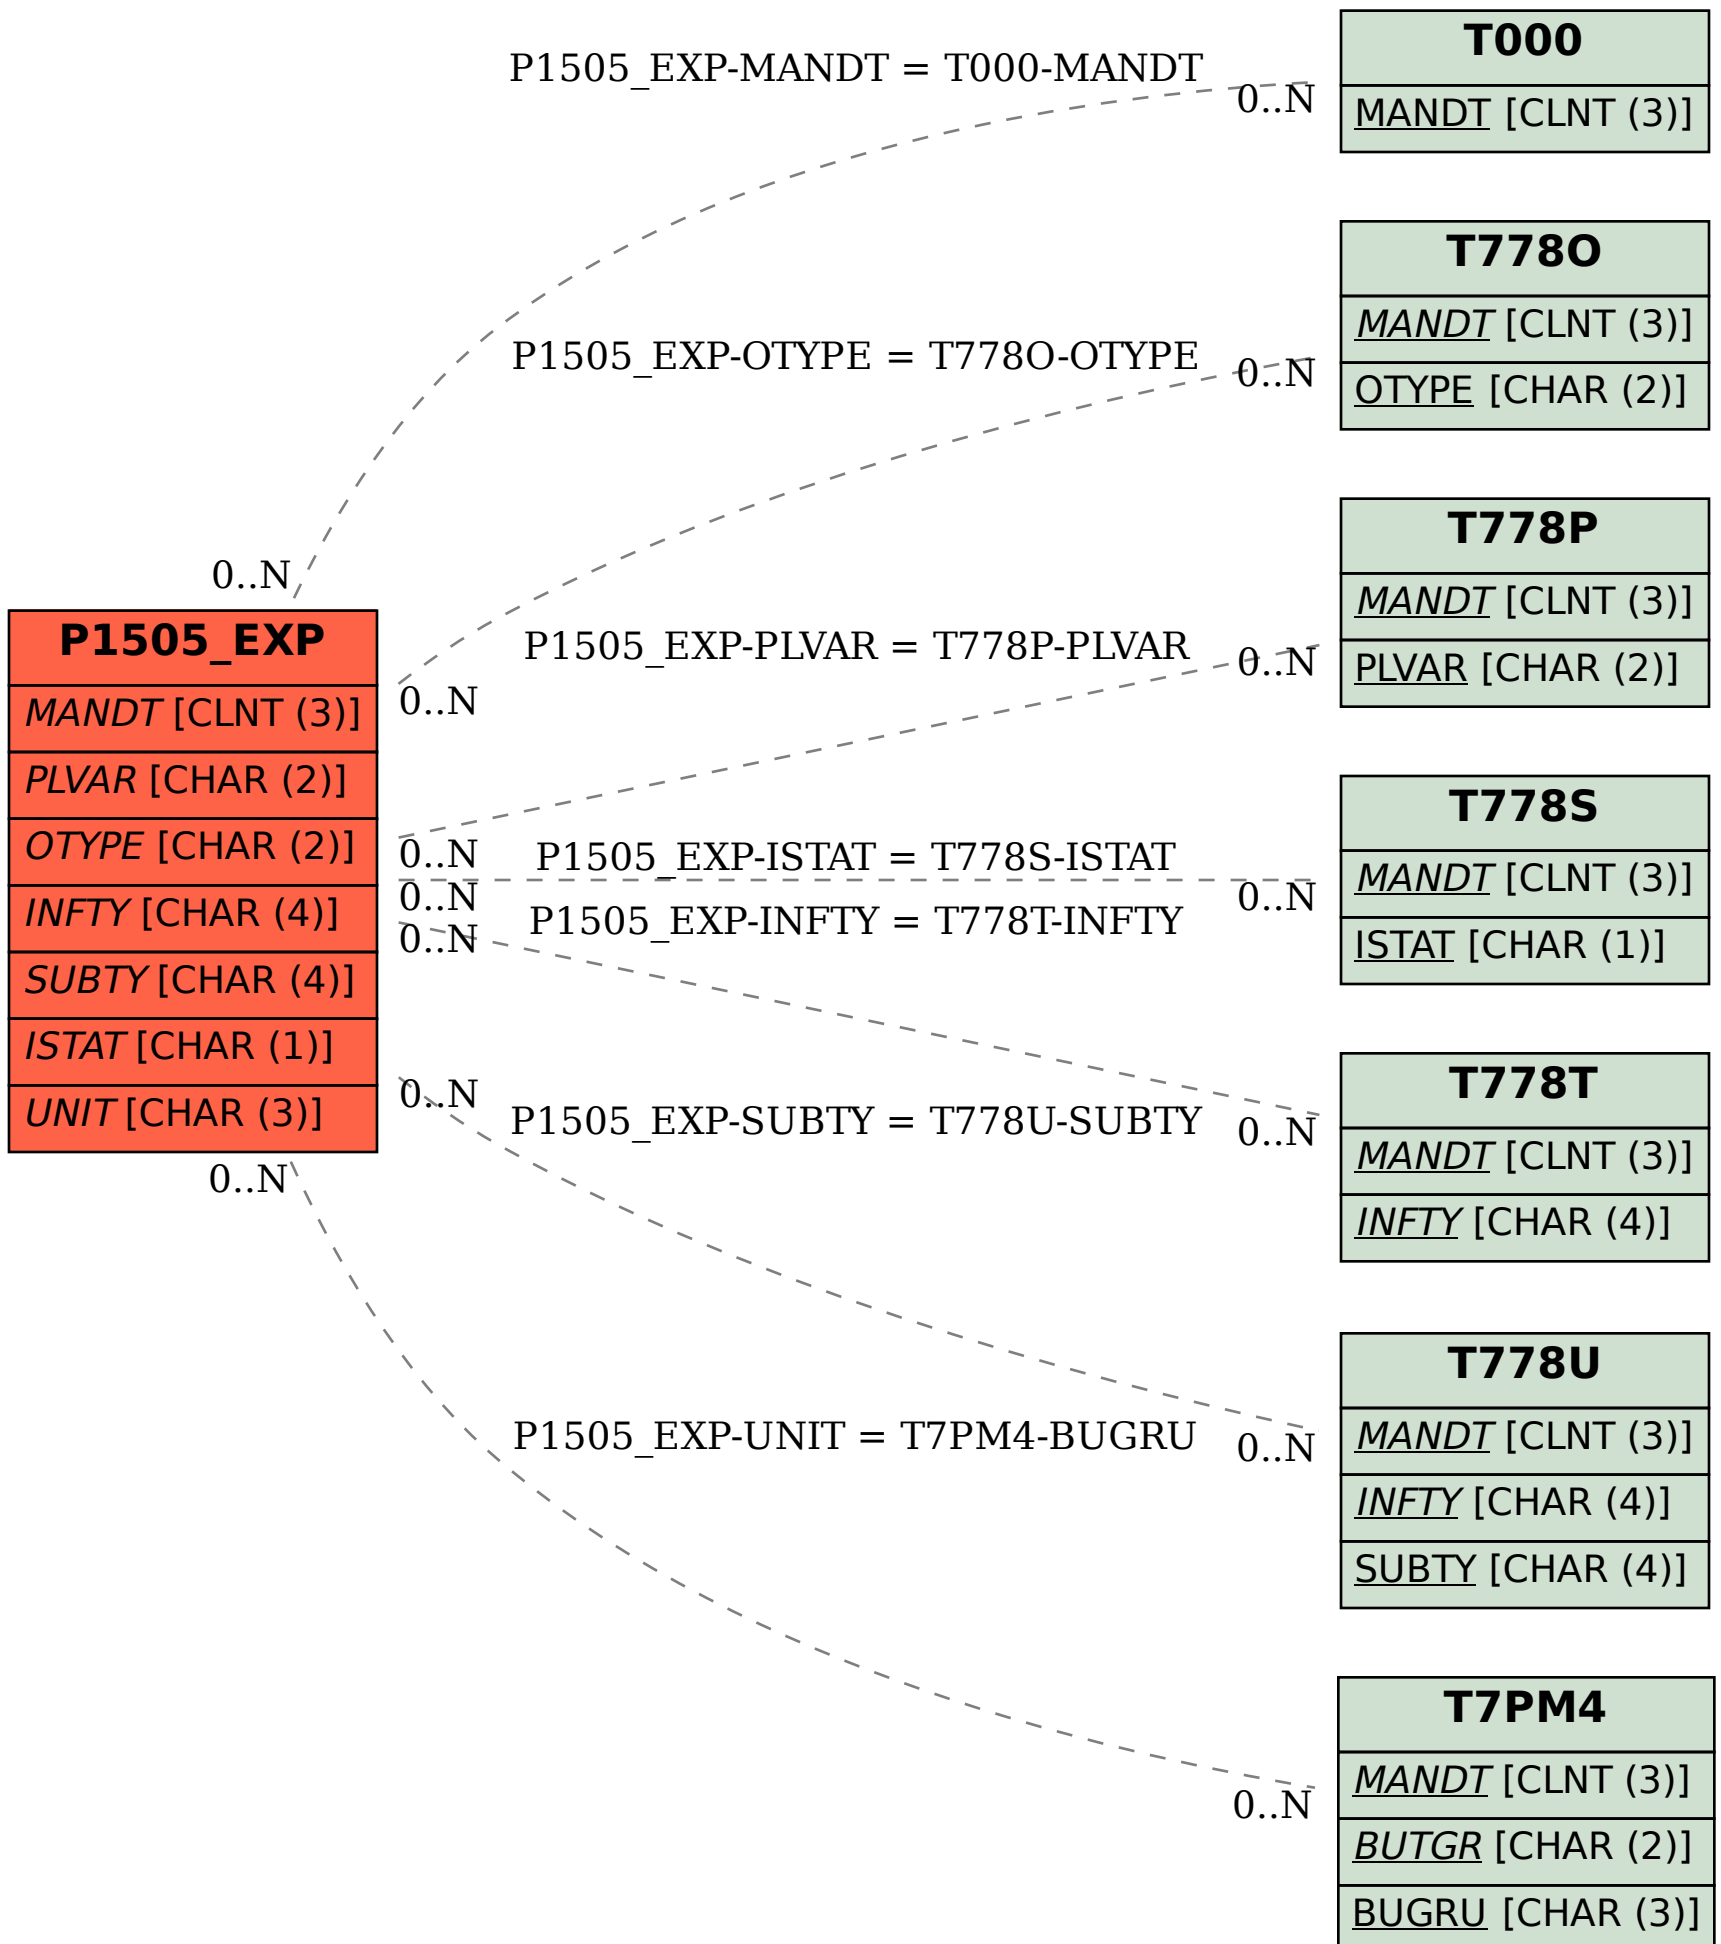 P1505_EXP-MANDT = T000-MANDT
0..N
0..N
T000
MANDT [CLNT (3)]
P1505_EXP-OTYPE = T778O-OTYPE
0..N
0..N
T778O
MANDT [CLNT (3)]
OTYPE [CHAR (2)]
P1505_EXP-PLVAR = T778P-PLVAR
0..N
0..N
T778P
MANDT [CLNT (3)]
PLVAR [CHAR (2)]
P1505_EXP
MANDT [CLNT (3)]
PLVAR [CHAR (2)]
OTYPE [CHAR (2)]
INFTY [CHAR (4)]
SUBTY [CHAR (4)]
ISTAT [CHAR (1)]
UNIT [CHAR (3)]
P1505_EXP-ISTAT = T778S-ISTAT
0..N
0..N
T778S
MANDT [CLNT (3)]
ISTAT [CHAR (1)]
P1505_EXP-INFTY = T778T-INFTY
0..N
0..N
T778T
MANDT [CLNT (3)]
INFTY [CHAR (4)]
P1505_EXP-SUBTY = T778U-SUBTY
0..N
0..N
T778U
MANDT [CLNT (3)]
INFTY [CHAR (4)]
SUBTY [CHAR (4)]
P1505_EXP-UNIT = T7PM4-BUGRU
0..N
0..N
T7PM4
MANDT [CLNT (3)]
BUTGR [CHAR (2)]
BUGRU [CHAR (3)]